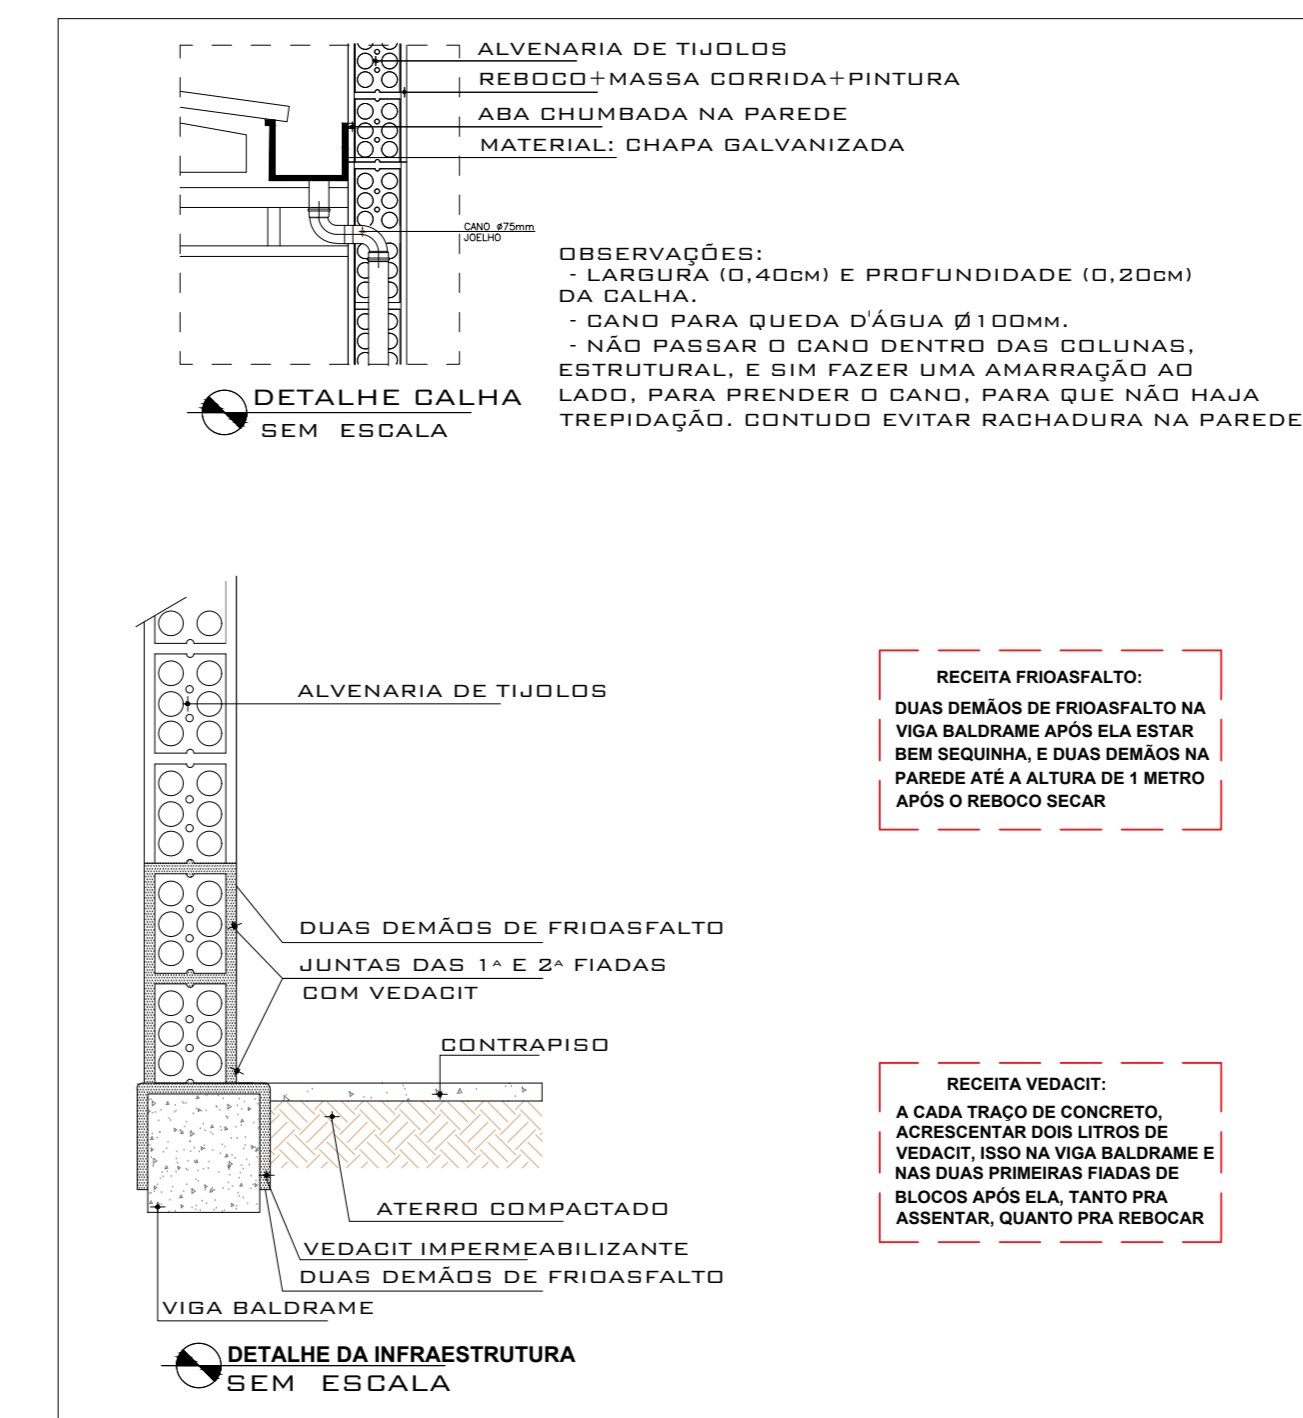 ALVENARIA DE TIJOLOS
REBOCO+MASSA CORRIDA+PINTURA
ABA CHUMBADA NA PAREDE
MATERIAL: CHAPA GALVANIZADA
CANO Ø75mm
JOELHO
OBSERVAÇÕES:
- LARGURA (0,40CM) E PROFUNDIDADE (0,20CM)
DA CALHA.
- CANO PARA QUEDA D'ÁGUA Ø100MM.
- NÃO PASSAR O CANO DENTRO DAS COLUNAS,
ESTRUTURAL, E SIM FAZER UMA AMARRAÇÃO AO
LADO, PARA PRENDER O CANO, PARA QUE NÃO HAJA
TREPIDAÇÃO. CONTUDO EVITAR RACHADURA NA PAREDE
DETALHE CALHA
SEM ESCALA
ALVENARIA DE TIJOLOS
RECEITA FRIOASFALTO:
DUAS DEMÃOS DE FRIOASFALTO NA
VIGA BALDRAME APÓS ELA ESTAR
BEM SEQUINHA, E DUAS DEMÃOS NA
PAREDE ATÉ A ALTURA DE 1 METRO
APÓS O REBOCO SECAR
DUAS DEMÃOS DE FRIOASFALTO
JUNTAS DAS 1ᴬ E 2ᴬ FIADAS
COM VEDACIT
CONTRAPISO
RECEITA VEDACIT:
A CADA TRAÇO DE CONCRETO,
ACRESCENTAR DOIS LITROS DE
VEDACIT, ISSO NA VIGA BALDRAME E
NAS DUAS PRIMEIRAS FIADAS DE
BLOCOS APÓS ELA, TANTO PRA
ASSENTAR, QUANTO PRA REBOCAR
ATERRO COMPACTADO
VEDACIT IMPERMEABILIZANTE
DUAS DEMÃOS DE FRIOASFALTO
VIGA BALDRAME
DETALHE DA INFRAESTRUTURA
SEM ESCALA